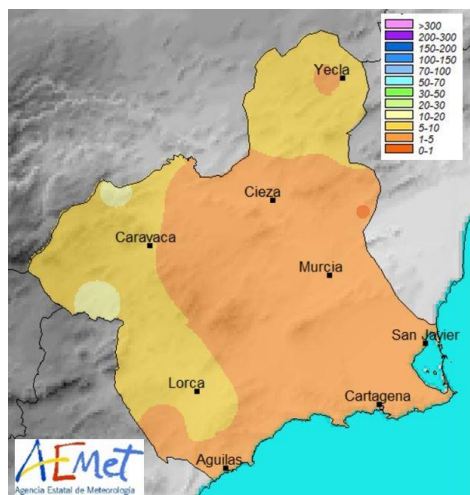 >300
200-300
150-200
100-150
70-100
50-70
30-50
20-30
10-20
5-10
1-5
0-1
Yecla
Cieza
Caravaca
Murcia
San Javier
Lorca
Cartagena
Aguilas
AEMet
Agencia Estatal de Meteorología